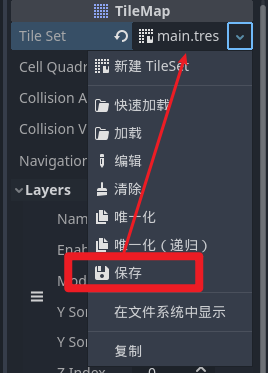 TileMap
Tile Set
main.tres
Cell Quadr
新建 TileSet
Collision A
快速加载
Collision V
加载
Navigation
编辑
清除
Layers
唯一化
Nam
唯一化（递归）
Enab
保存
Mod
Y Sor
在文件系统中显示
Y Sor
复制
Z Index
0